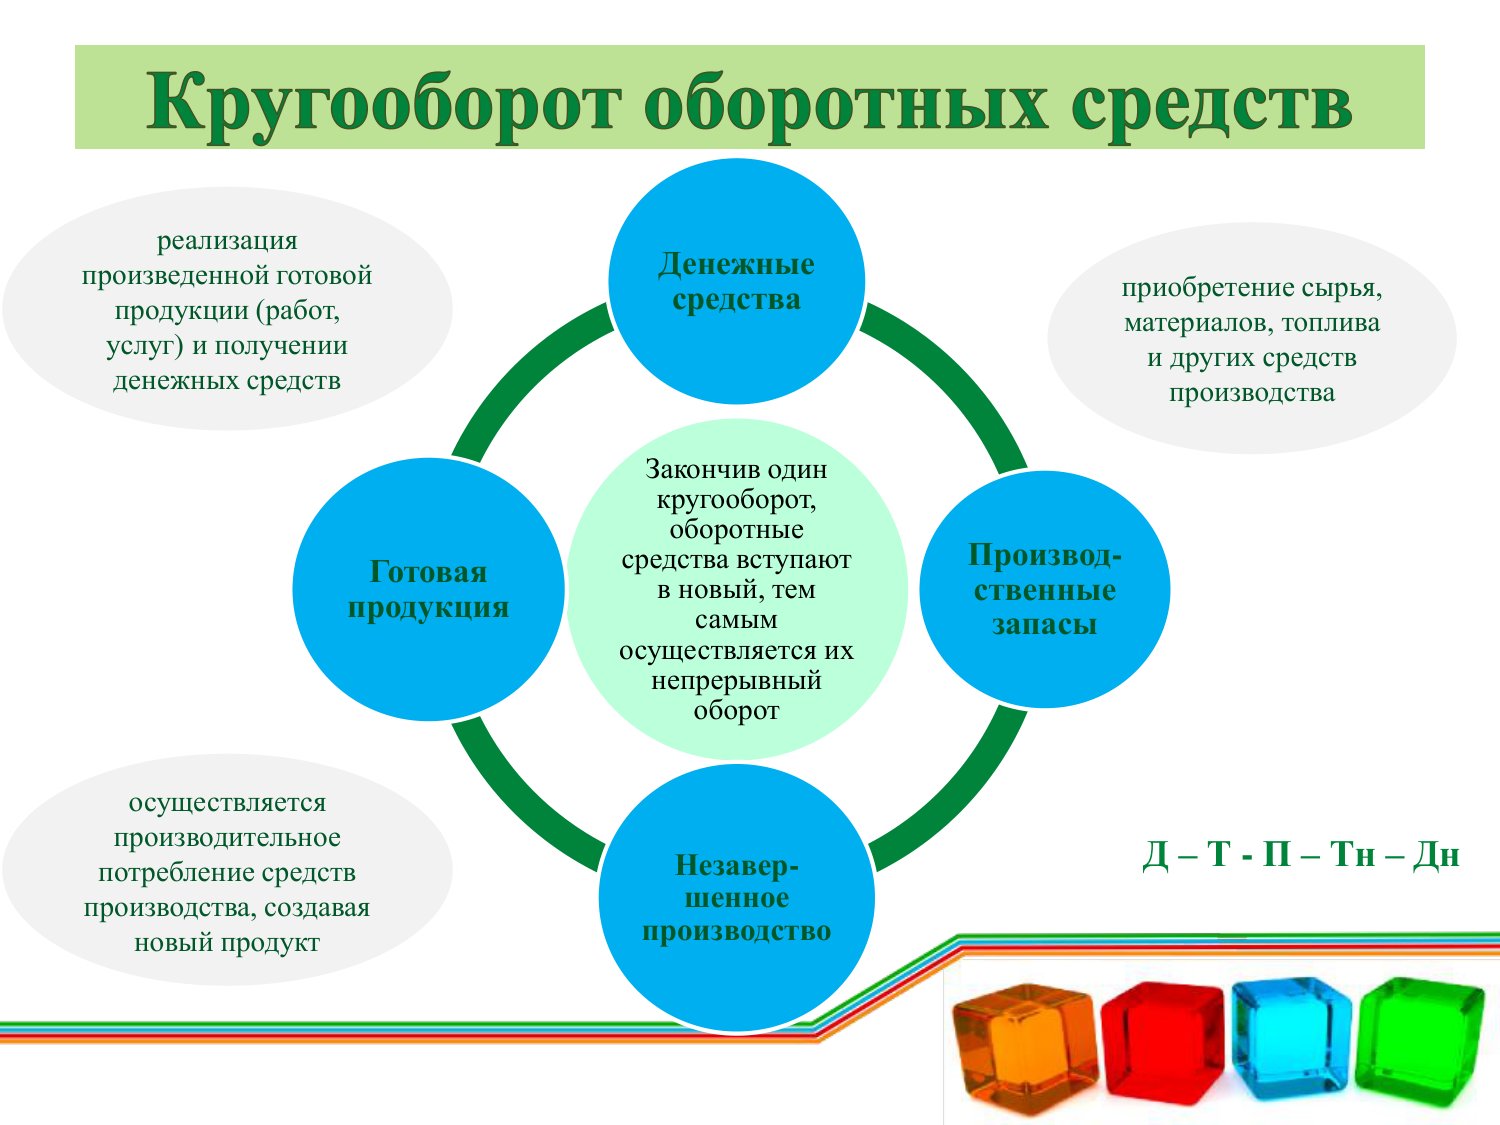 Кругооборот оборотных средств
реализация
произведенной готовой
продукции (работ,
услуг) и получении
денежных средств
Денежные
средства
приобретение сырья,
материалов, топлива
и других средств
производства
Готовая
продукция
Закончив один
кругооборот,
оборотные
средства вступают
в новый, тем
самым
осуществляется их
непрерывный
оборот
Производ-
ственные
запасы
осуществляется
производительное
потребление средств
производства, создавая
новый продукт
Незавер-
шенное
производство
Д – Т - П – Тн – Дн